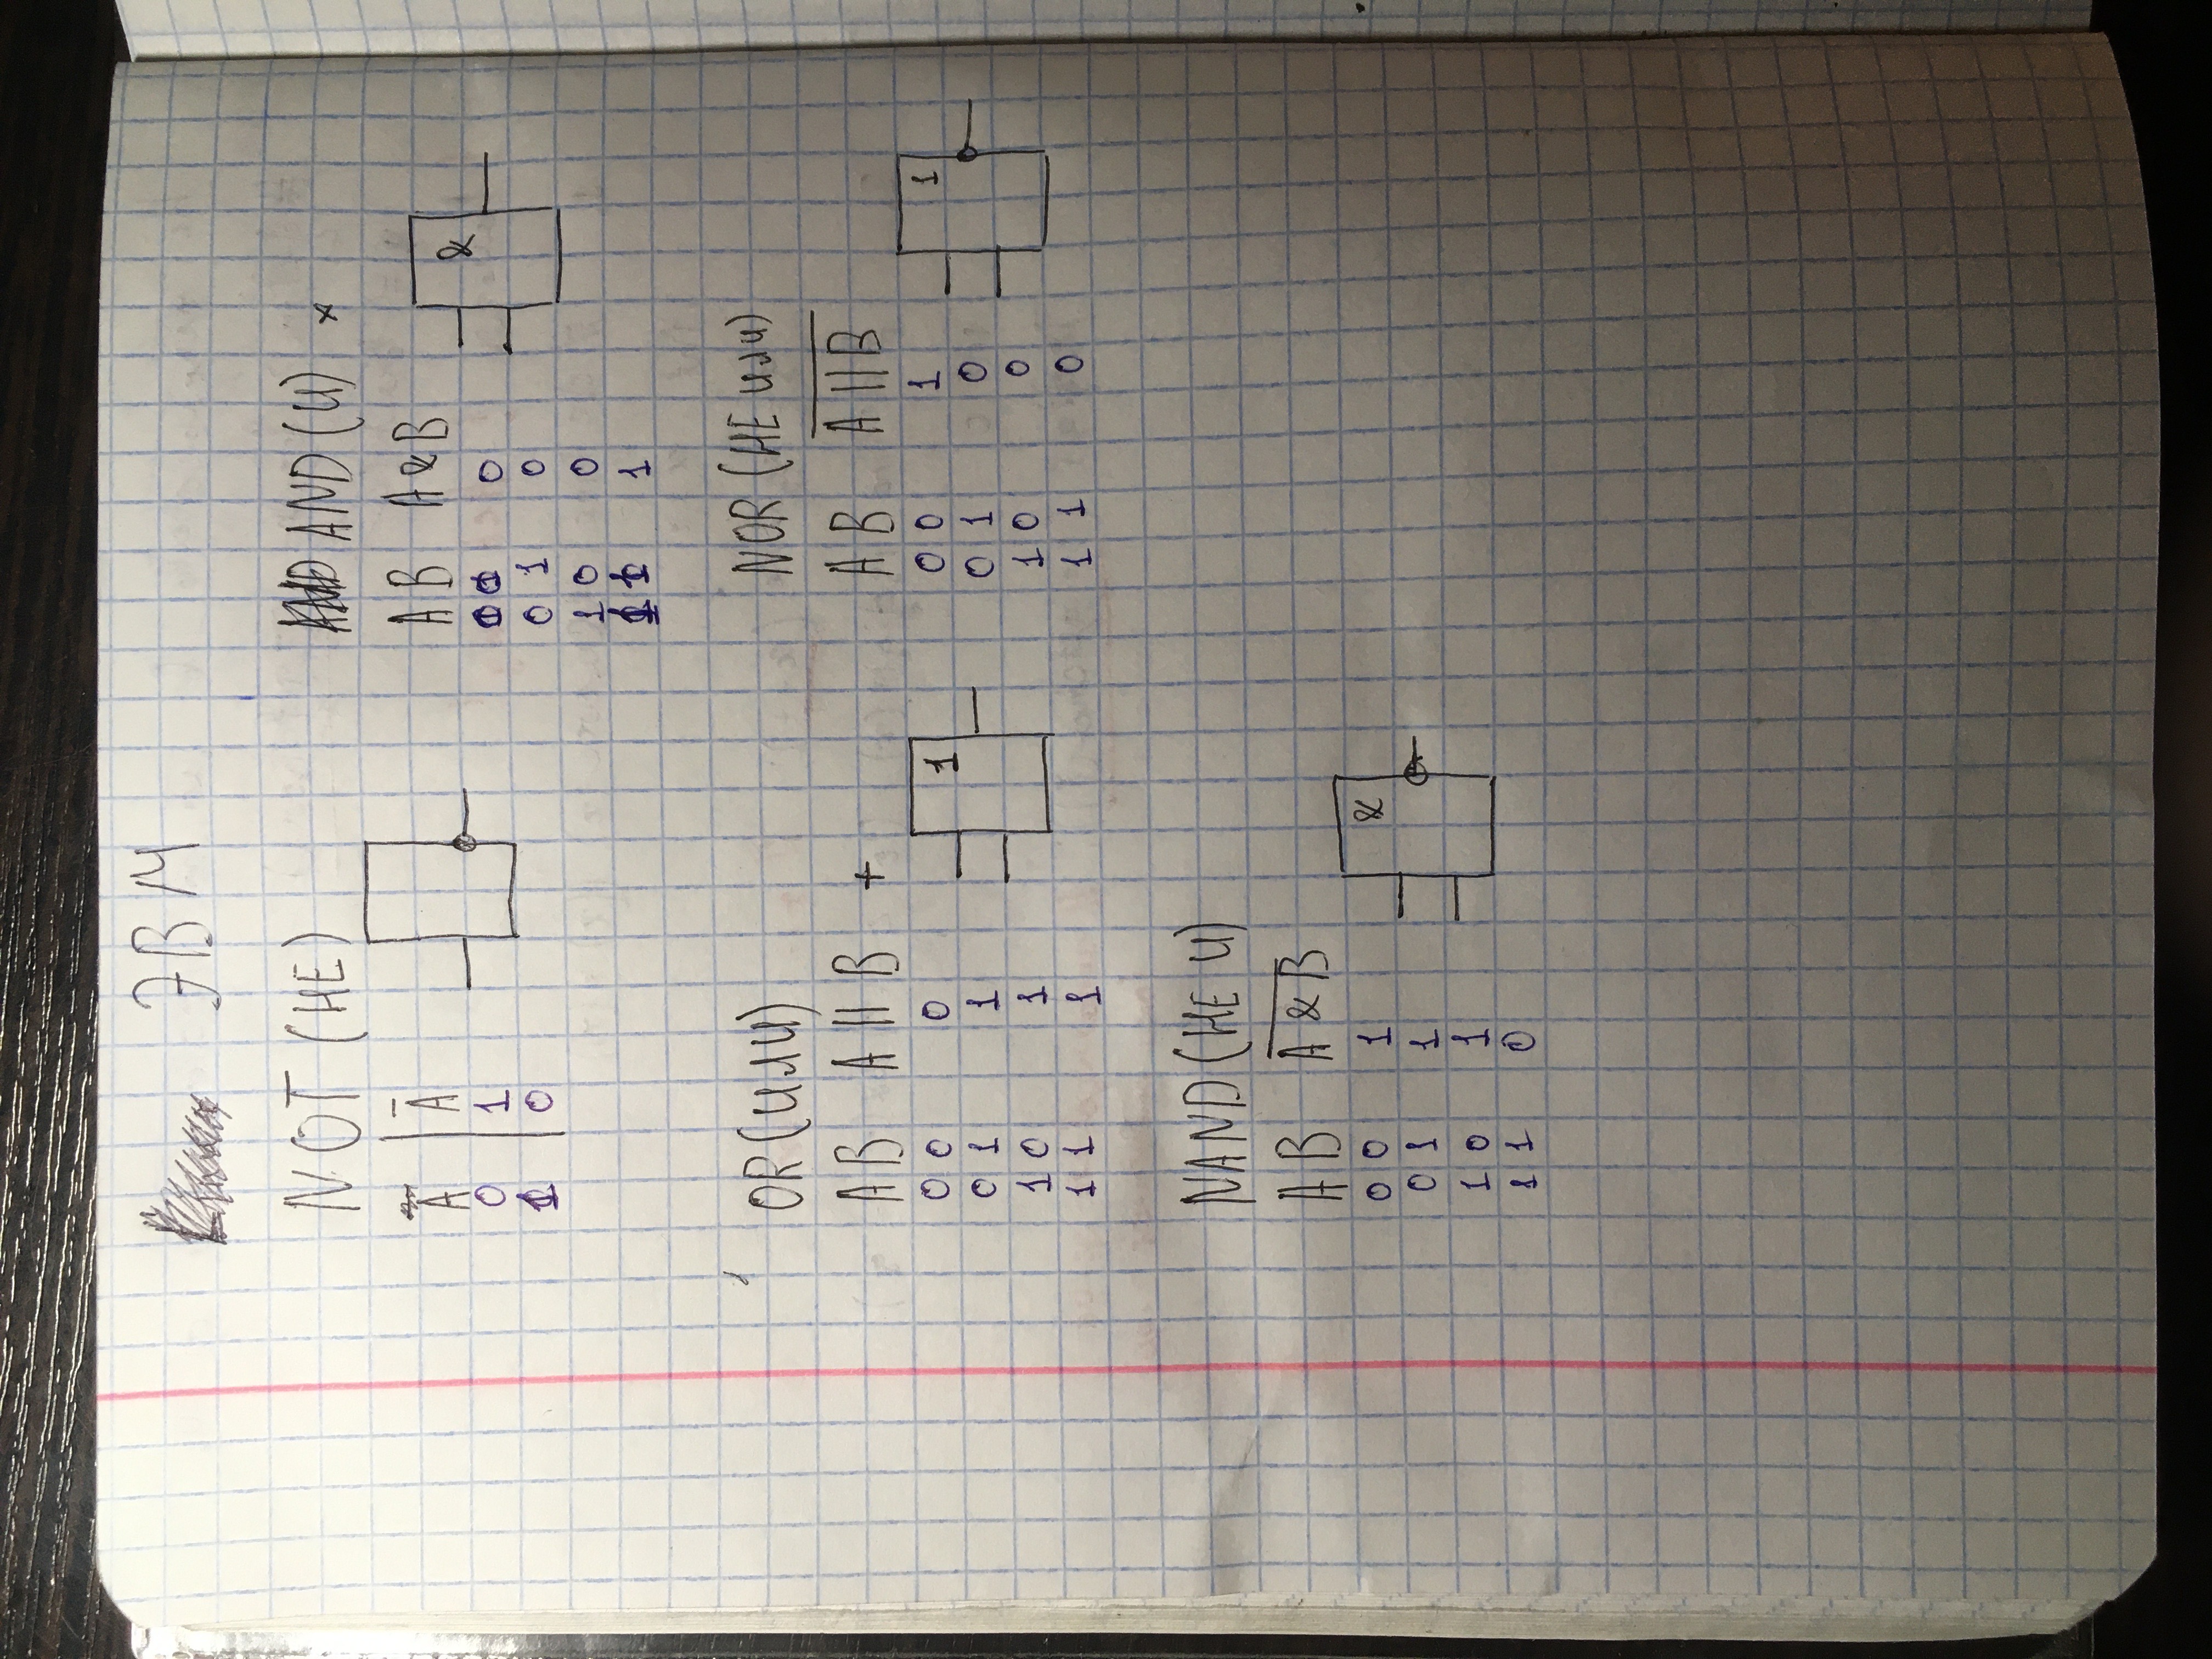 ЭВМ
NOT (НЕ)
A | A̅
0 1
1 0
AND (И) ×
A B A&B
0 0 0
0 1 0
1 0 0
1 1 1
&
OR (ИЛИ)
A B A || B +
0 0 0
0 1 1
1 0 1
1 1 1
1
NOR (НЕ ИЛИ)
A B A̅ ̅|̅|̅ ̅B̅
0 0 1
0 1 0
1 0 0
1 1 0
1
NAND (НЕ И)
A B A̅ ̅&̅ ̅B̅
0 0 1
0 1 1
1 0 1
1 1 0
&